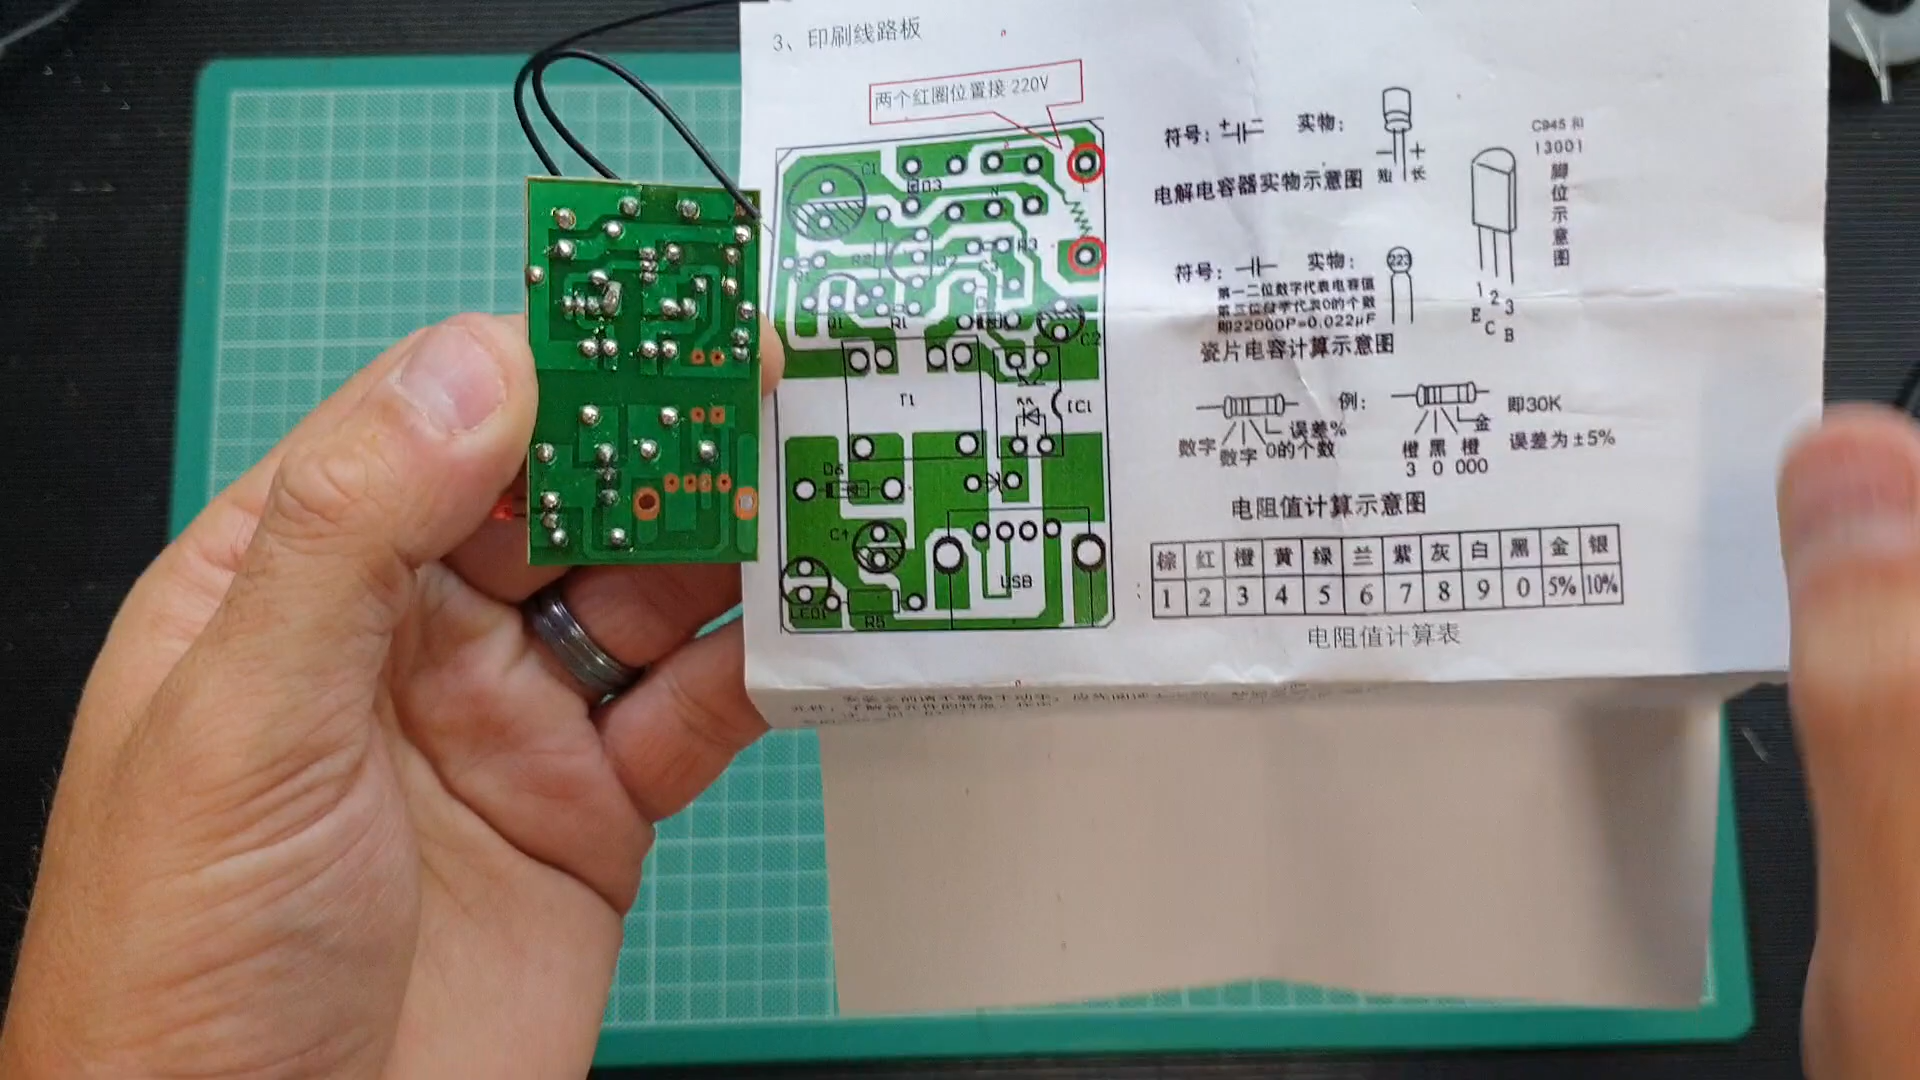 3、印刷线路板
两个红圈位置接 220V
C1
D3
R3
Q1
R1
C2
T1
IC1
D6
C4
USB
LED1
R5
符号：
+
−
实物：
−
+
短
长
电解电容器实物示意图
C945 和
13001
脚位示意图
1 2 3
E C B
符号：
实物：
223
第一二位数字代表电容值
第三位数字代表0的个数
即22000P=0.022μF
瓷片电容计算示意图
例：
即30K
误差%
金
误差为±5%
数字
数字
0的个数
橙 黑 橙
3 0 000
电阻值计算示意图
棕 红 橙 黄 绿 兰 紫 灰 白 黑 金 银
1 2 3 4 5 6 7 8 9 0 5% 10%
电阻值计算表